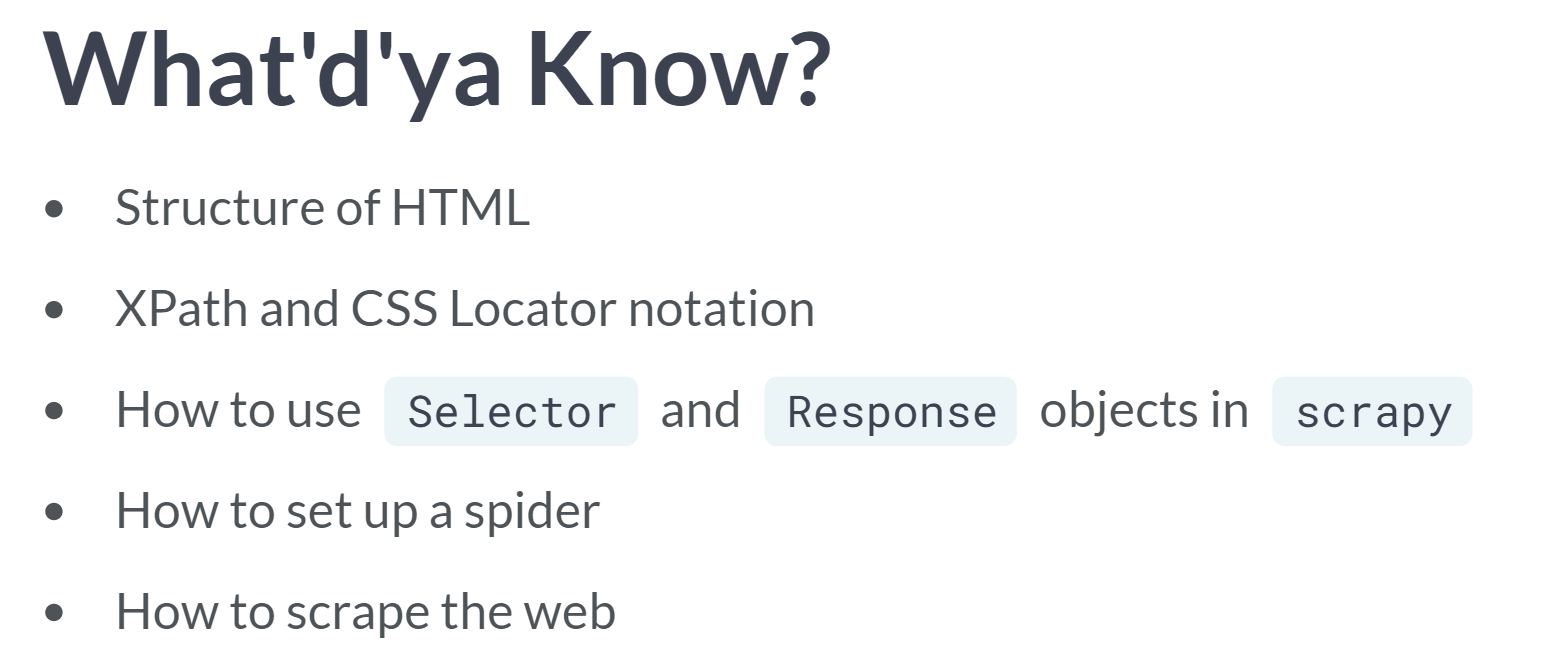 What'd'ya Know?
• Structure of HTML
• XPath and CSS Locator notation
• How to use Selector and Response objects in scrapy
• How to set up a spider
• How to scrape the web